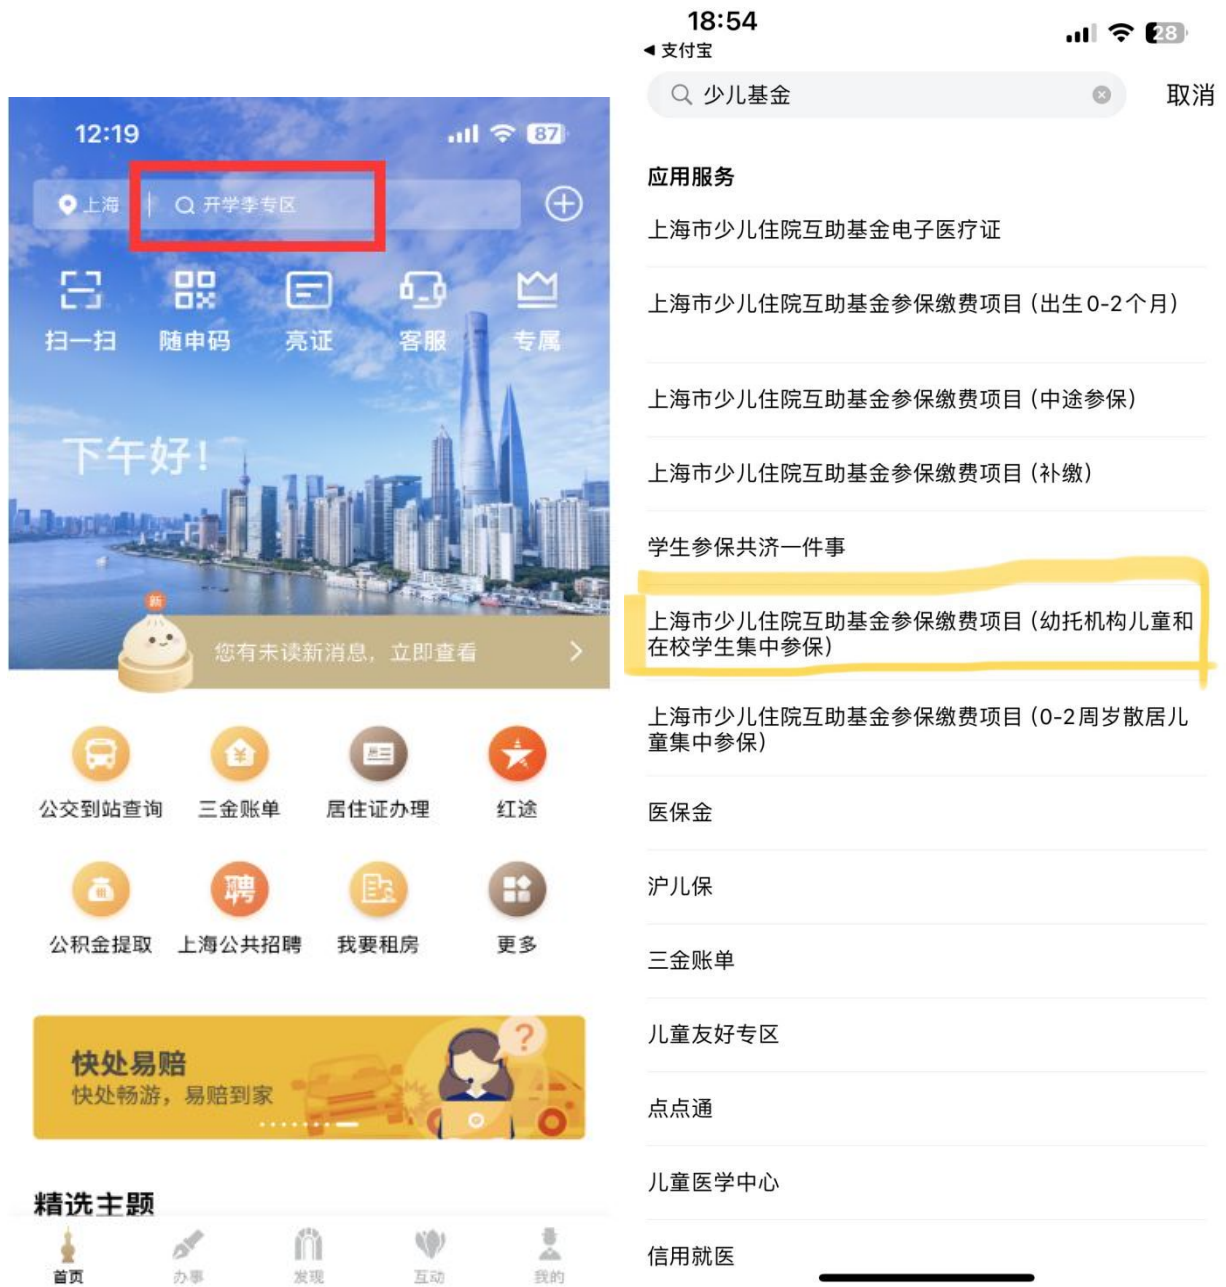 12:19
87
上海
开学季专区
扫一扫
随申码
亮证
客服
专属
下午好!
新
您有未读新消息，立即查看
公交到站查询
三金账单
居住证办理
红途
公积金提取
聘
上海公共招聘
我要租房
更多
快处易赔
快处畅游，易赔到家
?
精选主题
首页
办事
发现
互动
我的
18:54
28
支付宝
少儿基金
取消
应用服务
上海市少儿住院互助基金电子医疗证
上海市少儿住院互助基金参保缴费项目（出生0-2个月）
上海市少儿住院互助基金参保缴费项目（中途参保）
上海市少儿住院互助基金参保缴费项目（补缴）
学生参保共济一件事
上海市少儿住院互助基金参保缴费项目（幼托机构儿童和
在校学生集中参保）
上海市少儿住院互助基金参保缴费项目（0-2周岁散居儿
童集中参保）
医保金
沪儿保
三金账单
儿童友好专区
点点通
儿童医学中心
信用就医